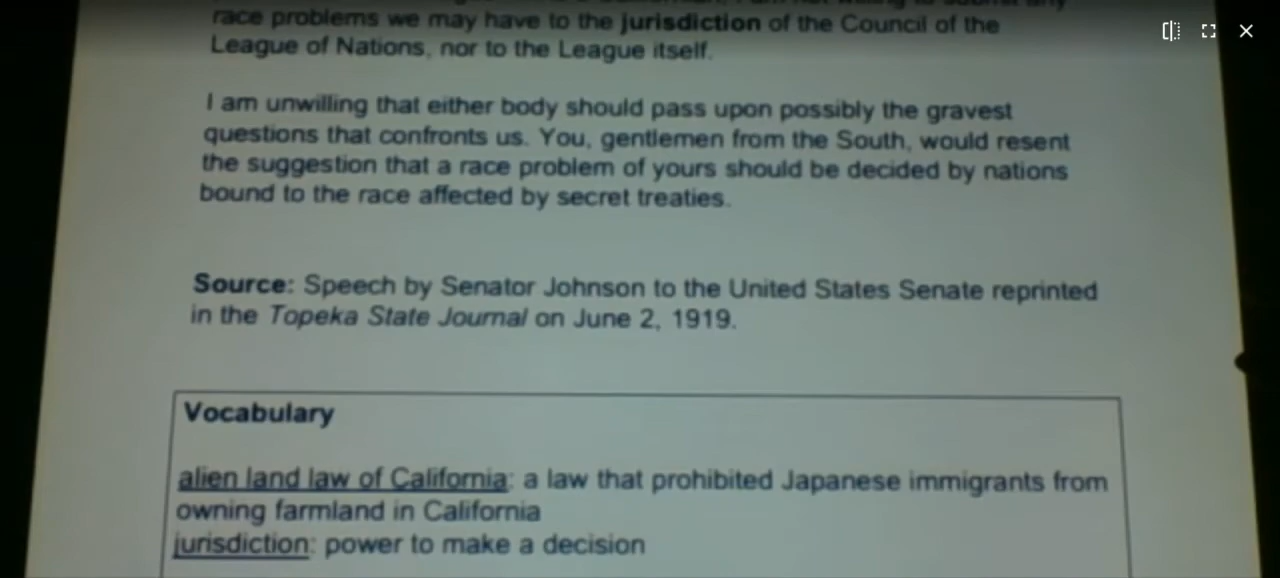 race problems we may have to the jurisdiction of the Council of the
League of Nations, nor to the League itself.
I am unwilling that either body should pass upon possibly the gravest
questions that confronts us. You, gentlemen from the South, would resent
the suggestion that a race problem of yours should be decided by nations
bound to the race affected by secret treaties.
Source: Speech by Senator Johnson to the United States Senate reprinted
in the Topeka State Journal on June 2, 1919.
Vocabulary
alien land law of California: a law that prohibited Japanese immigrants from
owning farmland in California
jurisdiction: power to make a decision